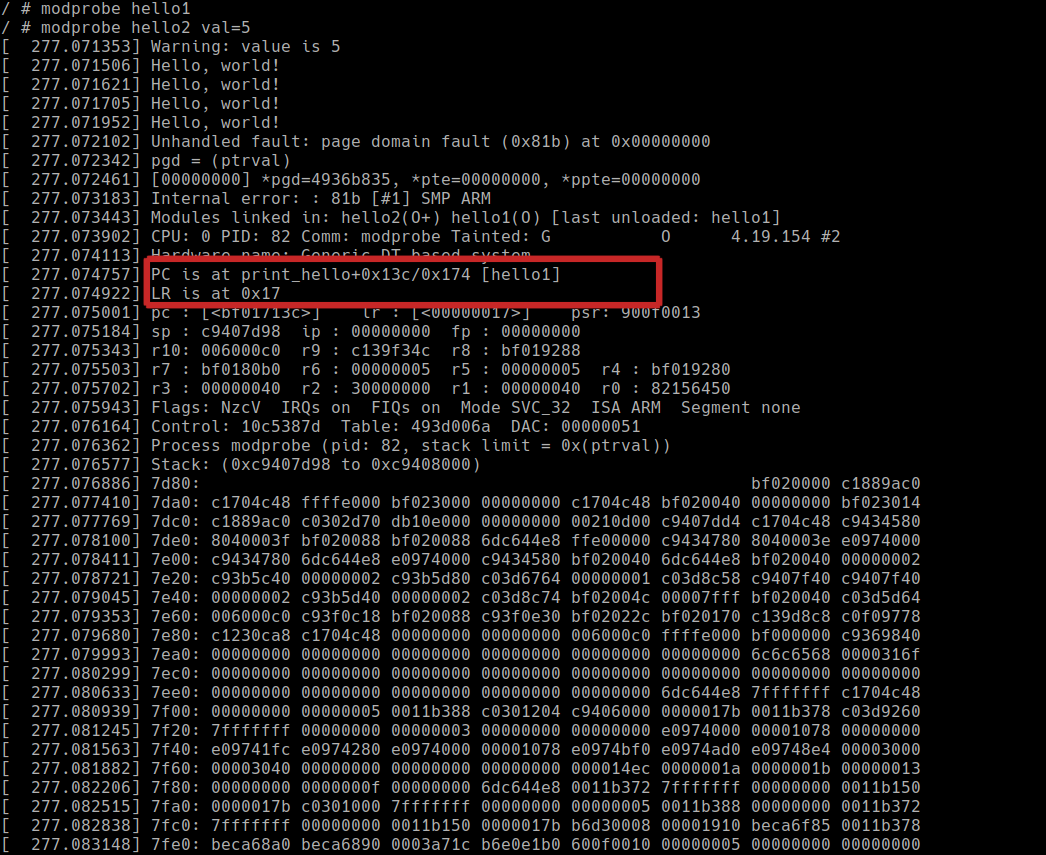 / # modprobe hello1
/ # modprobe hello2 val=5
[  277.071353] Warning: value is 5
[  277.071506] Hello, world!
[  277.071621] Hello, world!
[  277.071705] Hello, world!
[  277.071952] Hello, world!
[  277.072102] Unhandled fault: page domain fault (0x81b) at 0x00000000
[  277.072342] pgd = (ptrval)
[  277.072461] [00000000] *pgd=4936b835, *pte=00000000, *ppte=00000000
[  277.073183] Internal error: : 81b [#1] SMP ARM
[  277.073443] Modules linked in: hello2(O+) hello1(O) [last unloaded: hello1]
[  277.073902] CPU: 0 PID: 82 Comm: modprobe Tainted: G           O      4.19.154 #2
[  277.074113] Hardware name: Generic DT based system
[  277.074757] PC is at print_hello+0x13c/0x174 [hello1]
[  277.074922] LR is at 0x17
[  277.075001] pc : [<bf01713c>]    lr : [<00000017>]    psr: 900f0013
[  277.075184] sp : c9407d98  ip : 00000000  fp : 00000000
[  277.075343] r10: 006000c0  r9 : c139f34c  r8 : bf019288
[  277.075503] r7 : bf0180b0  r6 : 00000005  r5 : 00000005  r4 : bf019280
[  277.075702] r3 : 00000040  r2 : 30000000  r1 : 00000040  r0 : 82156450
[  277.075943] Flags: NzcV  IRQs on  FIQs on  Mode SVC_32  ISA ARM  Segment none
[  277.076164] Control: 10c5387d  Table: 493d006a  DAC: 00000051
[  277.076362] Process modprobe (pid: 82, stack limit = 0x(ptrval))
[  277.076577] Stack: (0xc9407d98 to 0xc9408000)
[  277.076886] 7d80:                                                       bf020000 c1889ac0
[  277.077410] 7da0: c1704c48 ffffe000 bf023000 00000000 c1704c48 bf020040 00000000 bf023014
[  277.077769] 7dc0: c1889ac0 c0302d70 db10e000 00000000 00210d00 c9407dd4 c1704c48 c9434580
[  277.078100] 7de0: 8040003f bf020088 bf020088 6dc644e8 ffe00000 c9434780 8040003e e0974000
[  277.078411] 7e00: c9434780 6dc644e8 e0974000 c9434580 bf020040 6dc644e8 bf020040 00000002
[  277.078721] 7e20: c93b5c40 00000002 c93b5d80 c03d6764 00000001 c03d8c58 c9407f40 c9407f40
[  277.079045] 7e40: 00000002 c93b5d40 00000002 c03d8c74 bf02004c 00007fff bf020040 c03d5d64
[  277.079353] 7e60: 006000c0 c93f0c18 bf020088 c93f0e30 bf02022c bf020170 c139d8c8 c0f09778
[  277.079680] 7e80: c1230ca8 c1704c48 00000000 00000000 006000c0 ffffe000 bf000000 c9369840
[  277.079993] 7ea0: 00000000 00000000 00000000 00000000 00000000 00000000 6c6c6568 0000316f
[  277.080299] 7ec0: 00000000 00000000 00000000 00000000 00000000 00000000 00000000 00000000
[  277.080633] 7ee0: 00000000 00000000 00000000 00000000 00000000 6dc644e8 7fffffff c1704c48
[  277.080939] 7f00: 00000000 00000005 0011b388 c0301204 c9406000 0000017b 0011b378 c03d9260
[  277.081245] 7f20: 7fffffff 00000000 00000003 00000000 00000000 e0974000 00001078 00000000
[  277.081563] 7f40: e09741fc e0974280 e0974000 00001078 e0974bf0 e0974ad0 e09748e4 00003000
[  277.081882] 7f60: 00003040 00000000 00000000 00000000 000014ec 0000001a 0000001b 00000013
[  277.082206] 7f80: 00000000 0000000f 00000000 6dc644e8 0011b372 7fffffff 00000000 0011b150
[  277.082515] 7fa0: 0000017b c0301000 7fffffff 00000000 00000005 0011b388 00000000 0011b372
[  277.082838] 7fc0: 7fffffff 00000000 0011b150 0000017b b6d30008 00001910 beca6f85 0011b378
[  277.083148] 7fe0: beca68a0 beca6890 0003a71c b6e0e1b0 600f0010 00000005 00000000 00000000